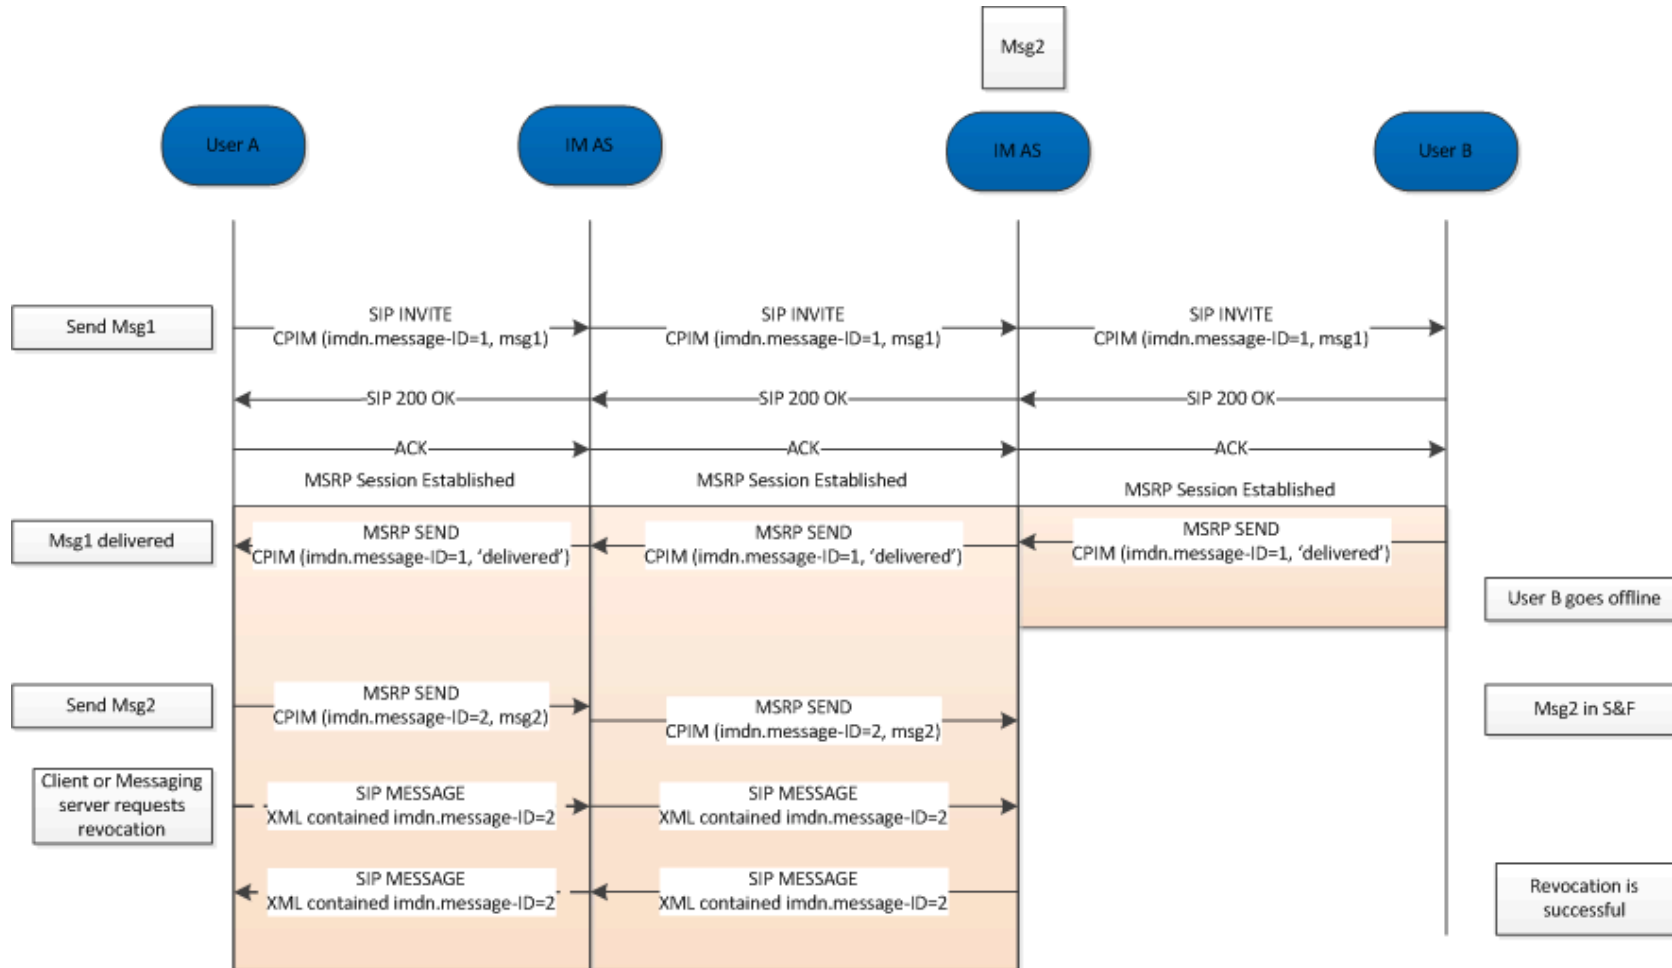 Msg2
User A
IM AS
IM AS
User B
Send Msg1
SIP INVITE
CPIM (imdn.message-ID=1, msg1)
SIP INVITE
CPIM (imdn.message-ID=1, msg1)
SIP INVITE
CPIM (imdn.message-ID=1, msg1)
SIP 200 OK
SIP 200 OK
SIP 200 OK
ACK
ACK
ACK
MSRP Session Established
MSRP Session Established
MSRP Session Established
Msg1 delivered
MSRP SEND
CPIM (imdn.message-ID=1, ‘delivered’)
MSRP SEND
CPIM (imdn.message-ID=1, ‘delivered’)
MSRP SEND
CPIM (imdn.message-ID=1, ‘delivered’)
User B goes offline
Send Msg2
MSRP SEND
CPIM (imdn.message-ID=2, msg2)
MSRP SEND
CPIM (imdn.message-ID=2, msg2)
Msg2 in S&F
Client or Messaging
server requests
revocation
SIP MESSAGE
XML contained imdn.message-ID=2
SIP MESSAGE
XML contained imdn.message-ID=2
SIP MESSAGE
XML contained imdn.message-ID=2
SIP MESSAGE
XML contained imdn.message-ID=2
Revocation is
successful